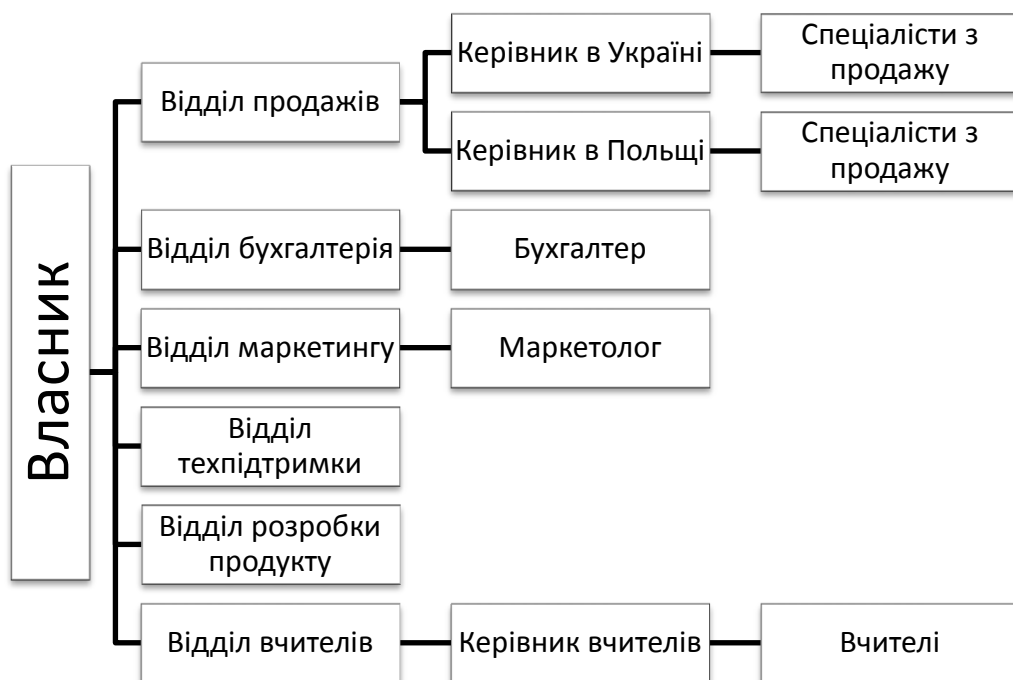 Власник
Відділ продажів
Керівник в Україні
Спеціалісти з
продажу
Керівник в Польщі
Спеціалісти з
продажу
Відділ бухгалтерія
Бухгалтер
Відділ маркетингу
Маркетолог
Відділ
техпідтримки
Відділ розробки
продукту
Відділ вчителів
Керівник вчителів
Вчителі